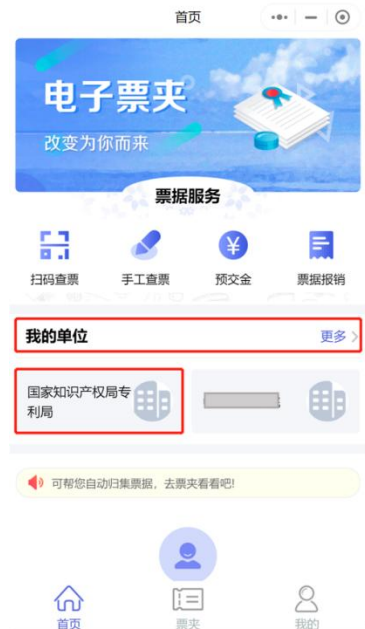 首页
电子票夹
改变为你而来
票据服务
扫码查票
手工查票
预交金
票据报销
我的单位
更多
国家知识产权局专
利局
可帮您自动归集票据，去票夹看看吧!
首页
票夹
我的